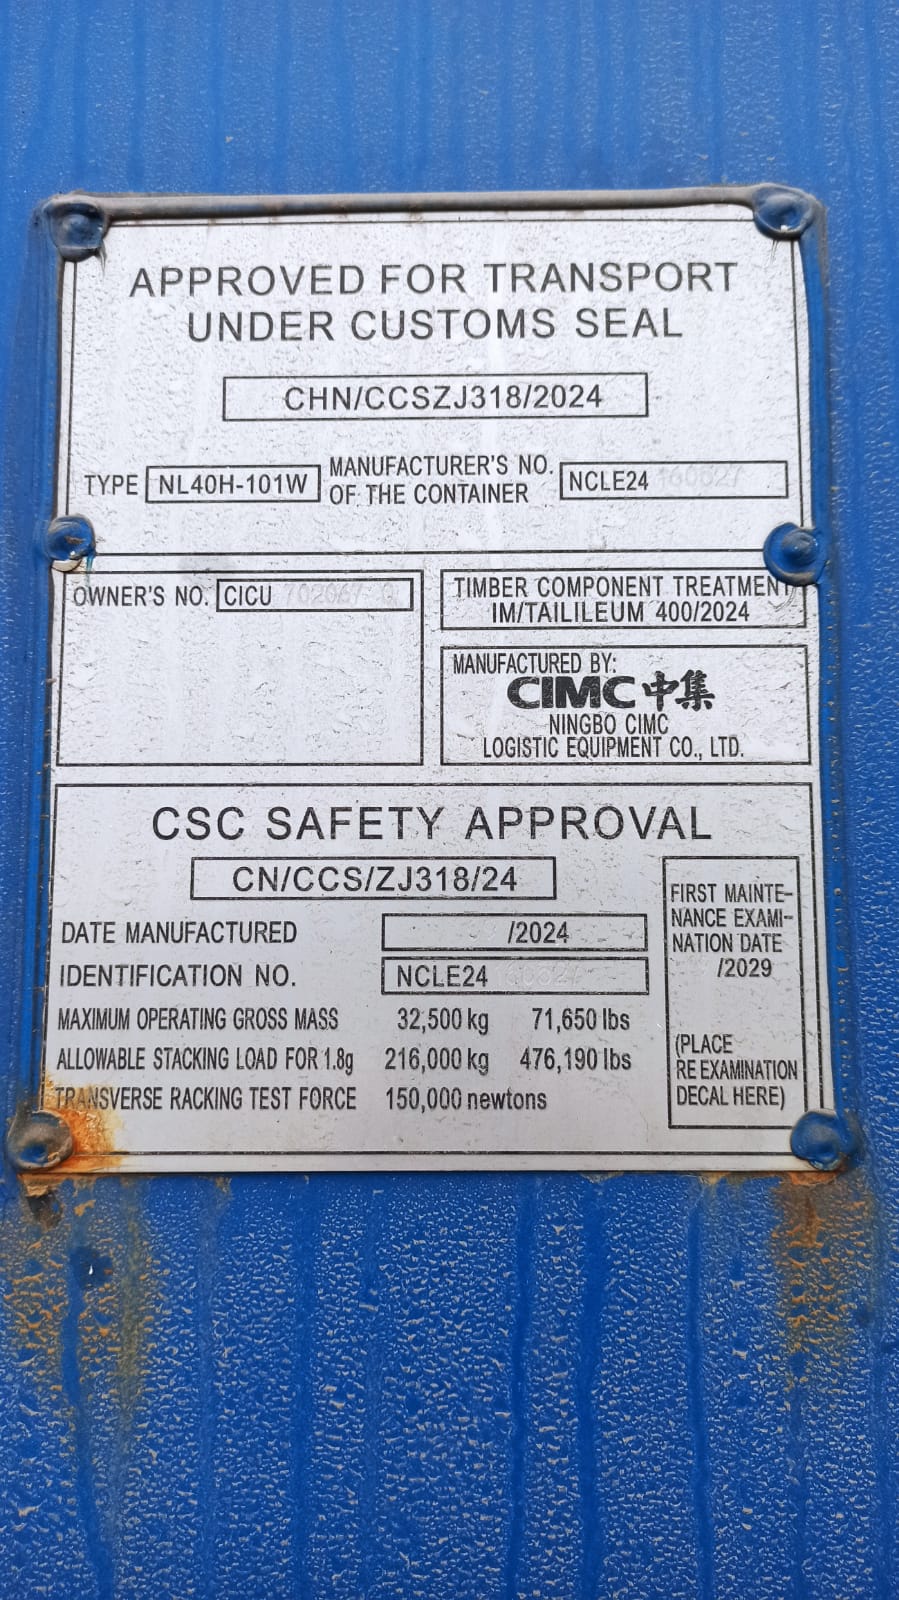 APPROVED FOR TRANSPORT
UNDER CUSTOMS SEAL
CHN/CCSZJ318/2024
TYPE NL40H-101W
MANUFACTURER'S NO.
OF THE CONTAINER
NCLE24
OWNER'S NO. CICU
TIMBER COMPONENT TREATMENT
IM/TAILILEUM 400/2024
MANUFACTURED BY:
CIMC中集
NINGBO CIMC
LOGISTIC EQUIPMENT CO., LTD.
CSC SAFETY APPROVAL
CN/CCS/ZJ318/24
DATE MANUFACTURED /2024
IDENTIFICATION NO. NCLE24
MAXIMUM OPERATING GROSS MASS 32,500 kg 71,650 lbs
ALLOWABLE STACKING LOAD FOR 1.8g 216,000 kg 476,190 lbs
TRANSVERSE RACKING TEST FORCE 150,000 newtons
FIRST MAINTE-
NANCE EXAMI-
NATION DATE
/2029
(PLACE
RE EXAMINATION
DECAL HERE)